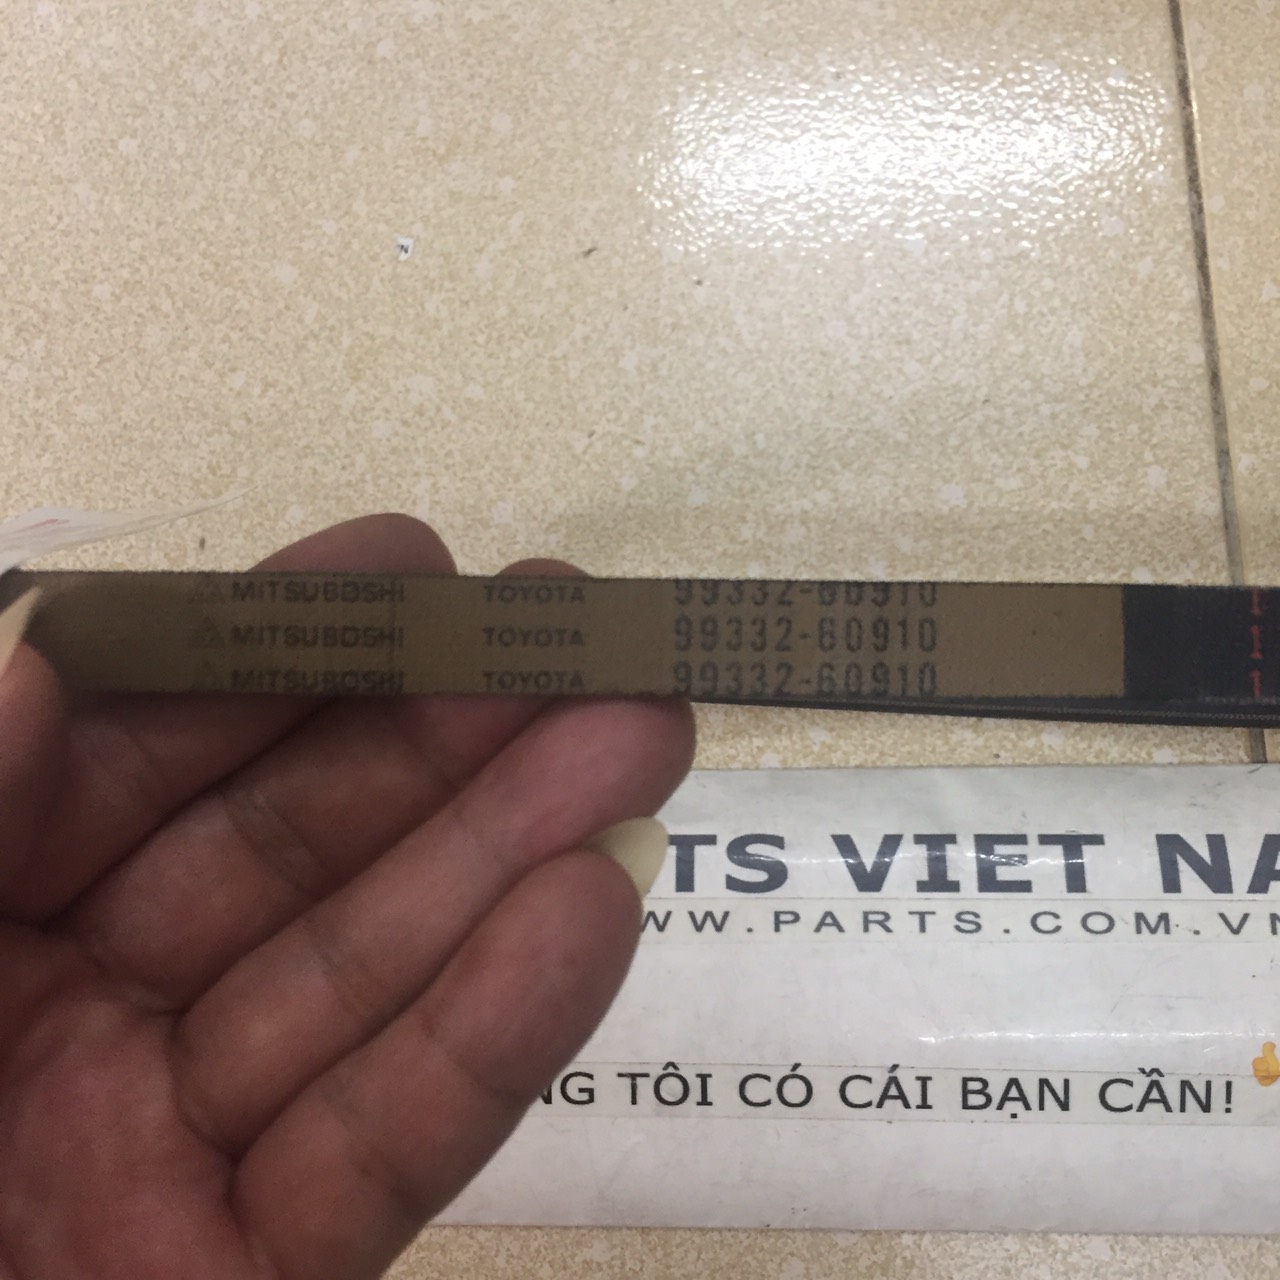 N
MITSUBOSHI TOYOTA 99332-60910
MITSUBOSHI TOYOTA 99332-60910
MITSUBOSHI TOYOTA 99332-60910
TS VIET NA
WW.PARTS.COM.VN
NG TÔI CÓ CÁI BẠN CẦN!